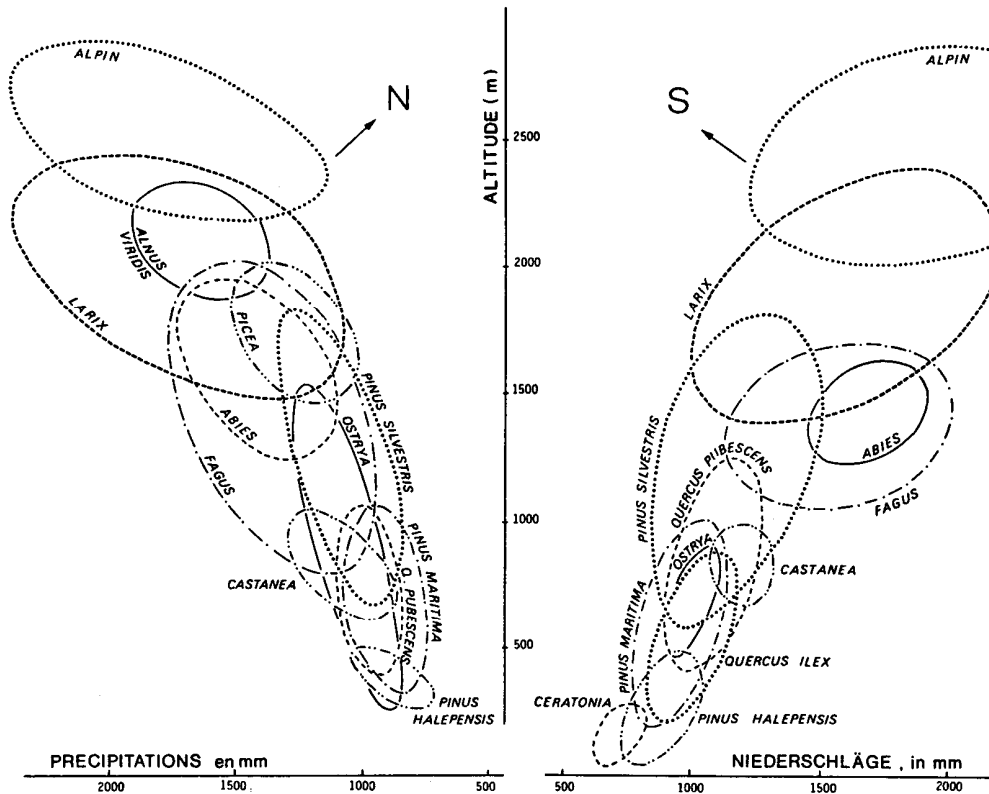 ALPIN
N
ALTITUDE (m)
2500
2000
1500
1000
500
ALNUS
VIRIDIS
LARIX
PICEA
ABIES
FAGUS
OSTRYA
PINUS SILVESTRIS
PINUS MARITIMA
CASTANEA
Q. PUBESCENS
PINUS
HALEPENSIS
PRECIPITATIONS en mm
2000 1500 1000 500
S
ALPIN
LARIX
PINUS SILVESTRIS
QUERCUS PUBESCENS
ABIES
FAGUS
OSTRYA
CASTANEA
PINUS MARITIMA
QUERCUS ILEX
CERATONIA
PINUS HALEPENSIS
NIEDERSCHLÄGE , in mm
500 1000 1500 2000